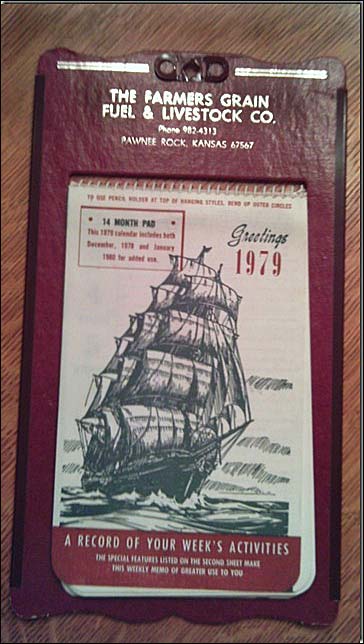 THE FARMERS GRAIN
FUEL & LIVESTOCK CO.
Phone 982-4313
PAWNEE ROCK, KANSAS 67567
TO USE PENCIL HOLDER AT TOP OF HANGING STYLES, BEND UP OUTER CIRCLES
14 MONTH PAD
This 1979 calendar includes both
December, 1978 and January
1980 for added use.
Greetings
1979
A RECORD OF YOUR WEEK'S ACTIVITIES
THE SPECIAL FEATURES LISTED ON THE SECOND SHEET MAKE
THIS WEEKLY MEMO OF GREATER USE TO YOU